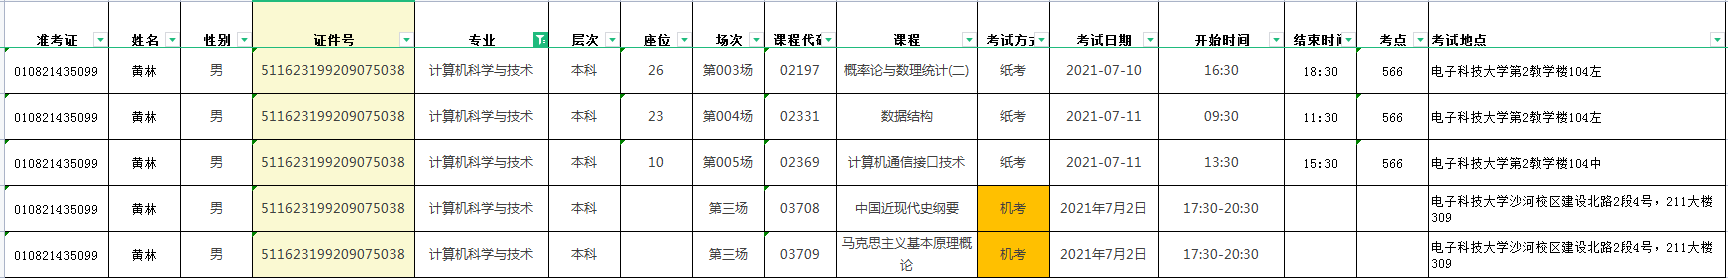 准考证 姓名 性别 证件号 专业 层次 座位 场次 课程代码 课程 考试方式 考试日期 开始时间 结束时间 考点 考试地点
010821435099 黄林 男 511623199209075038 计算机科学与技术 本科 26 第003场 02197 概率论与数理统计(二) 纸考 2021-07-10 16:30 18:30 566 电子科技大学第2教学楼104左
010821435099 黄林 男 511623199209075038 计算机科学与技术 本科 23 第004场 02331 数据结构 纸考 2021-07-11 09:30 11:30 566 电子科技大学第2教学楼104左
010821435099 黄林 男 511623199209075038 计算机科学与技术 本科 10 第005场 02369 计算机通信接口技术 纸考 2021-07-11 13:30 15:30 566 电子科技大学第2教学楼104中
010821435099 黄林 男 511623199209075038 计算机科学与技术 本科 第三场 03708 中国近现代史纲要 机考 2021年7月2日 17:30-20:30 电子科技大学沙河校区建设北路2段4号，211大楼
309
010821435099 黄林 男 511623199209075038 计算机科学与技术 本科 第三场 03709 马克思主义基本原理概
论 机考 2021年7月2日 17:30-20:30 电子科技大学沙河校区建设北路2段4号，211大楼
309